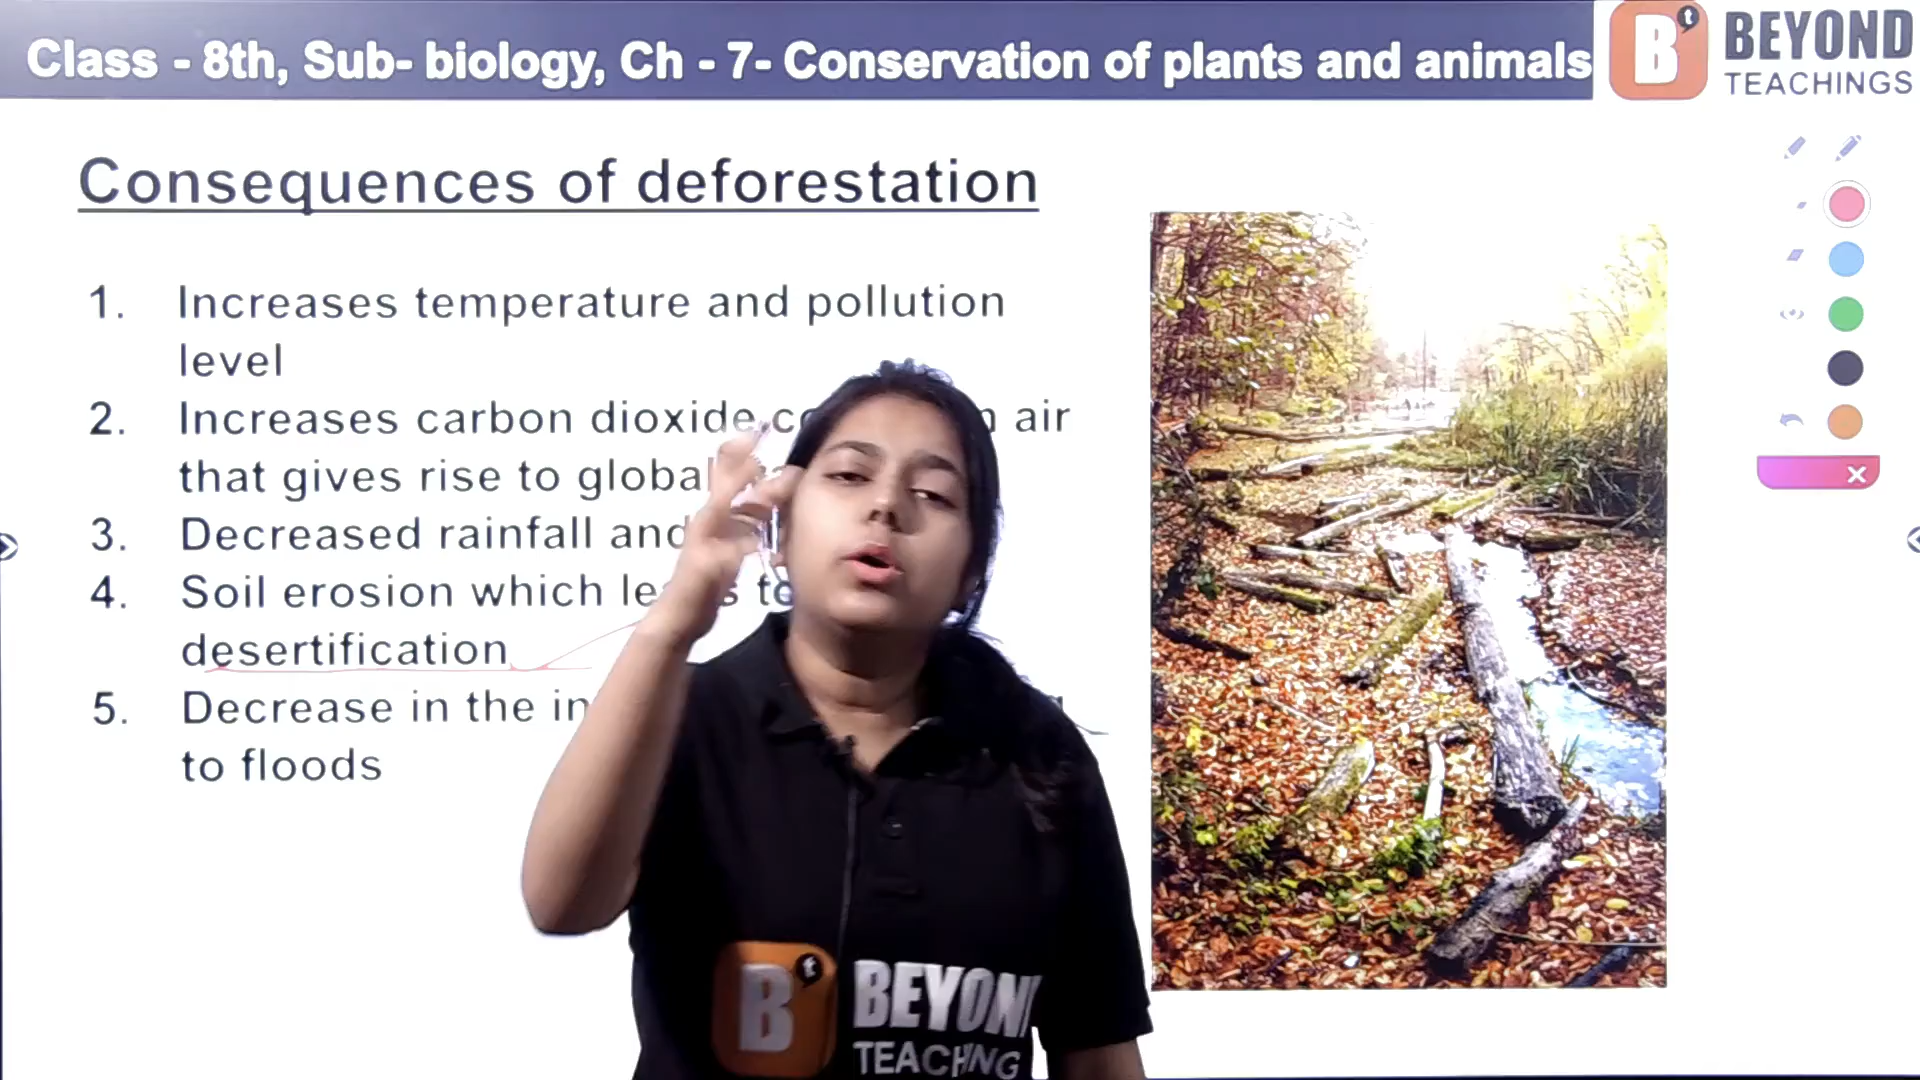 Class - 8th, Sub- biology, Ch - 7- Conservation of plants and animals
B t BEYOND
TEACHINGS
Consequences of deforestation
1. Increases temperature and pollution
level
2. Increases carbon dioxide air
that gives rise to global
3. Decreased rainfall and
4. Soil erosion which to
desertification
5. Decrease in the
to floods
B t BEYOND
TEACHING